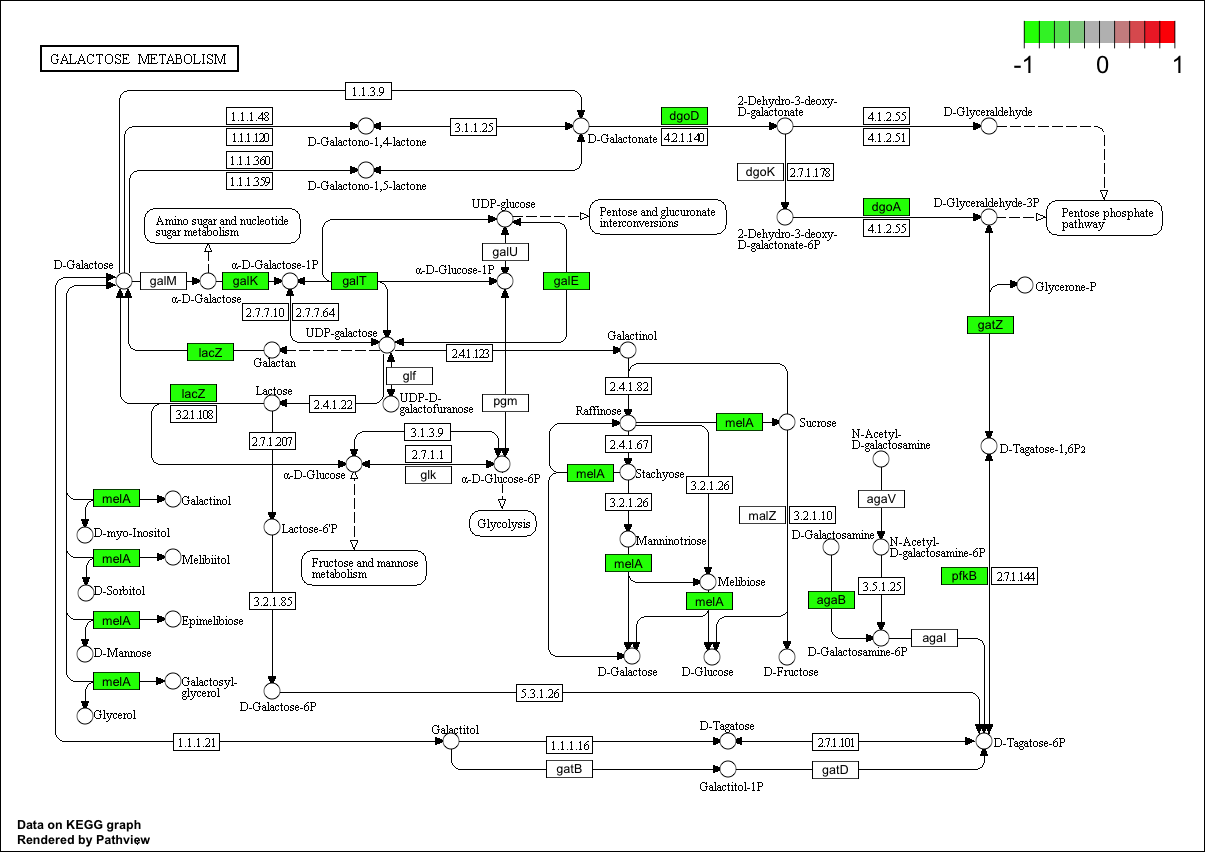 GALACTOSE METABOLISM
-1 0 1
1.1.3.9
1.1.1.48
1.1.1.120
D-Galactono-1,4-lactone
3.1.1.25
D-Galactonate
dgoD
4.2.1.140
2-Dehydro-3-deoxy-
D-galactonate
4.1.2.55
4.1.2.51
D-Glyceraldehyde
1.1.1.360
1.1.1.359
D-Galactono-1,5-lactone
dgoK
2.7.1.178
Amino sugar and nucleotide
sugar metabolism
UDP-glucose
Pentose and glucuronate
interconversions
2-Dehydro-3-deoxy-
D-galactonate-6P
dgoA
4.1.2.55
D-Glyceraldehyde-3P
Pentose phosphate
pathway
D-Galactose
galM
α-D-Galactose
galK
α-D-Galactose-1P
galT
α-D-Glucose-1P
galU
galE
Glycerone-P
2.7.7.10
2.7.7.64
UDP-galactose
gatZ
lacZ
Galactan
2.4.1.123
Galactinol
glf
UDP-D-
galactofuranose
lacZ
3.2.1.108
Lactose
2.4.1.22
pgm
2.4.1.82
Raffinose
melA
Sucrose
2.7.1.207
3.1.3.9
2.7.1.1
glk
α-D-Glucose
α-D-Glucose-6P
2.4.1.67
melA
Stachyose
3.2.1.26
3.2.1.26
N-Acetyl-
D-galactosamine
D-Tagatose-1,6P2
melA
Galactinol
D-myo-Inositol
Lactose-6'P
Glycolysis
malZ
3.2.1.10
agaV
D-Galactosamine
N-Acetyl-
D-galactosamine-6P
Manninotriose
melA
Melibiitol
D-Sorbitol
Fructose and mannose
metabolism
melA
Melibiose
3.5.1.25
pfkB
2.7.1.144
3.2.1.85
melA
agaB
melA
Epimelibiose
D-Mannose
D-Galactosamine-6P
agaI
D-Galactose
D-Glucose
D-Fructose
melA
Galactosyl-
glycerol
Glycerol
D-Galactose-6P
5.3.1.26
1.1.1.21
Galactitol
1.1.1.16
D-Tagatose
2.7.1.101
D-Tagatose-6P
gatB
Galactitol-1P
gatD
Data on KEGG graph
Rendered by Pathview